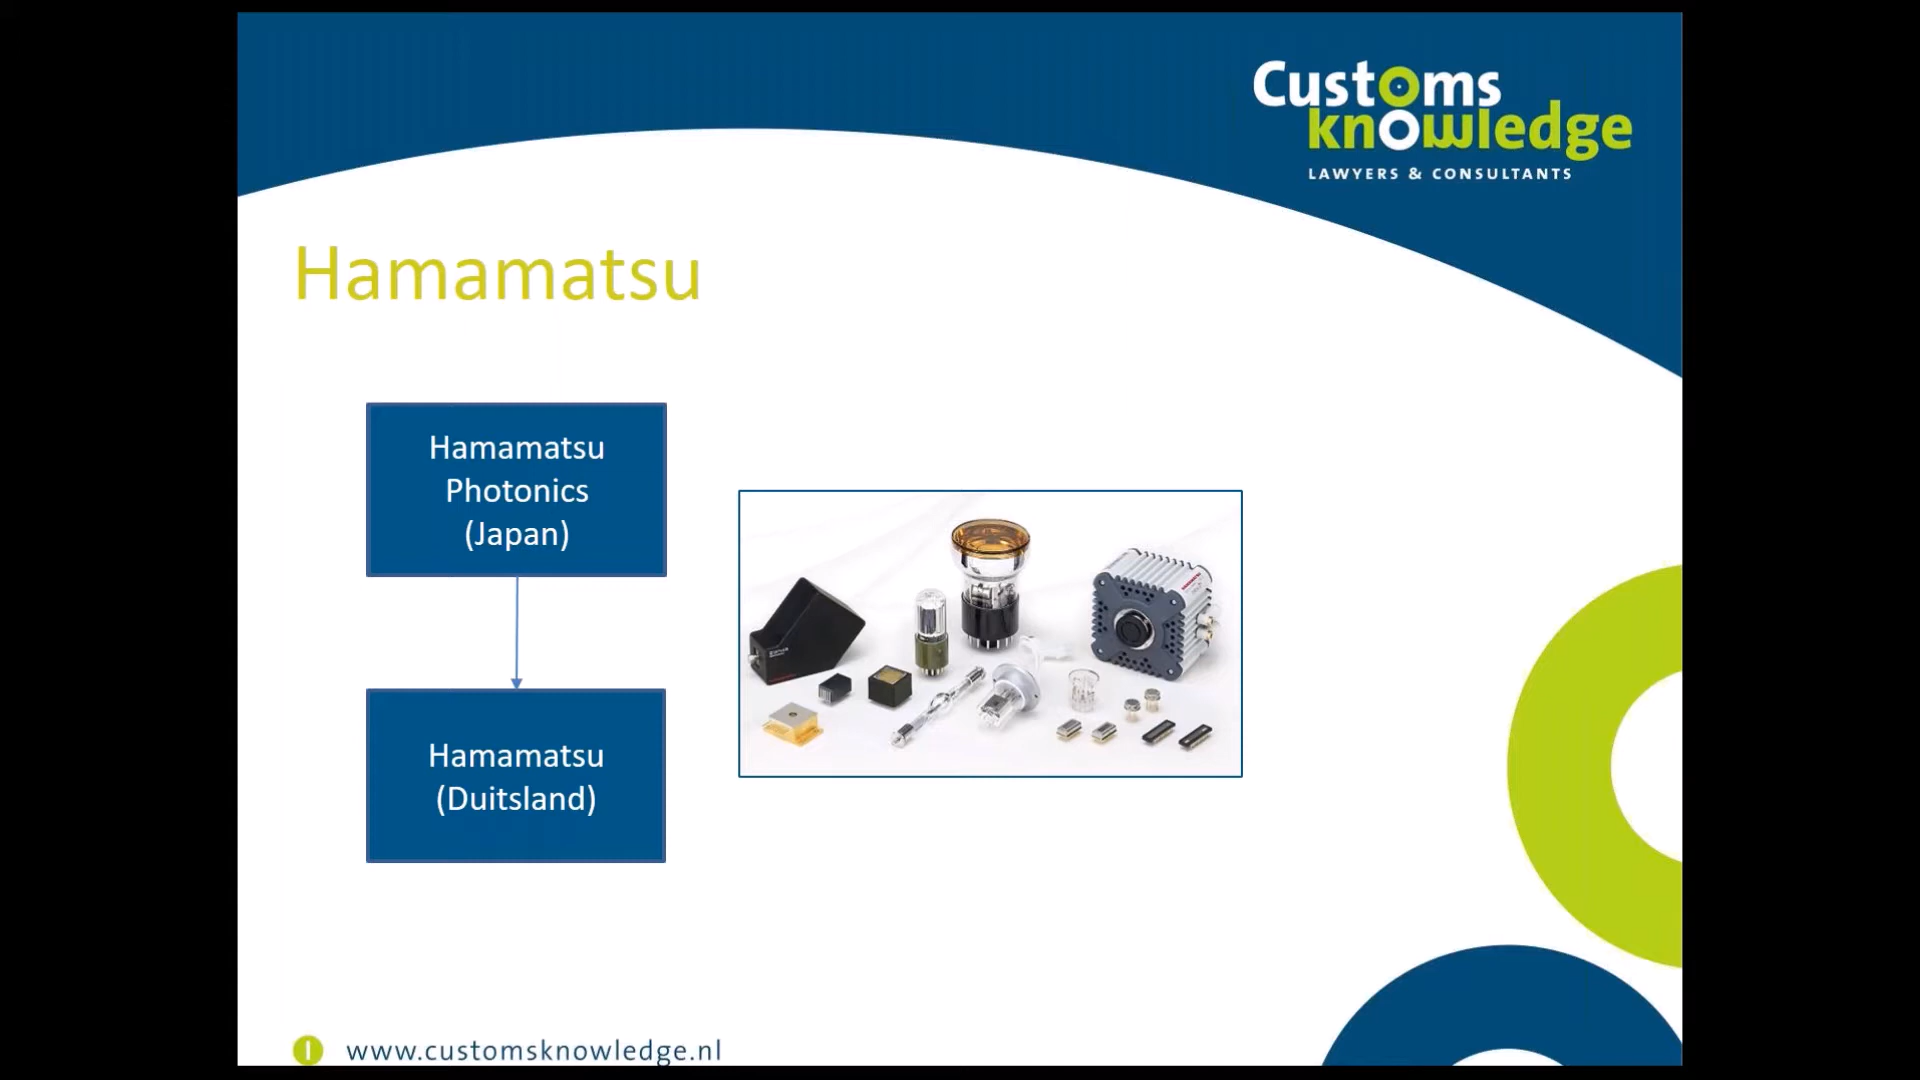 Customs
knowledge
LAWYERS & CONSULTANTS
Hamamatsu
Hamamatsu
Photonics
(Japan)
Hamamatsu
(Duitsland)
www.customsknowledge.nl